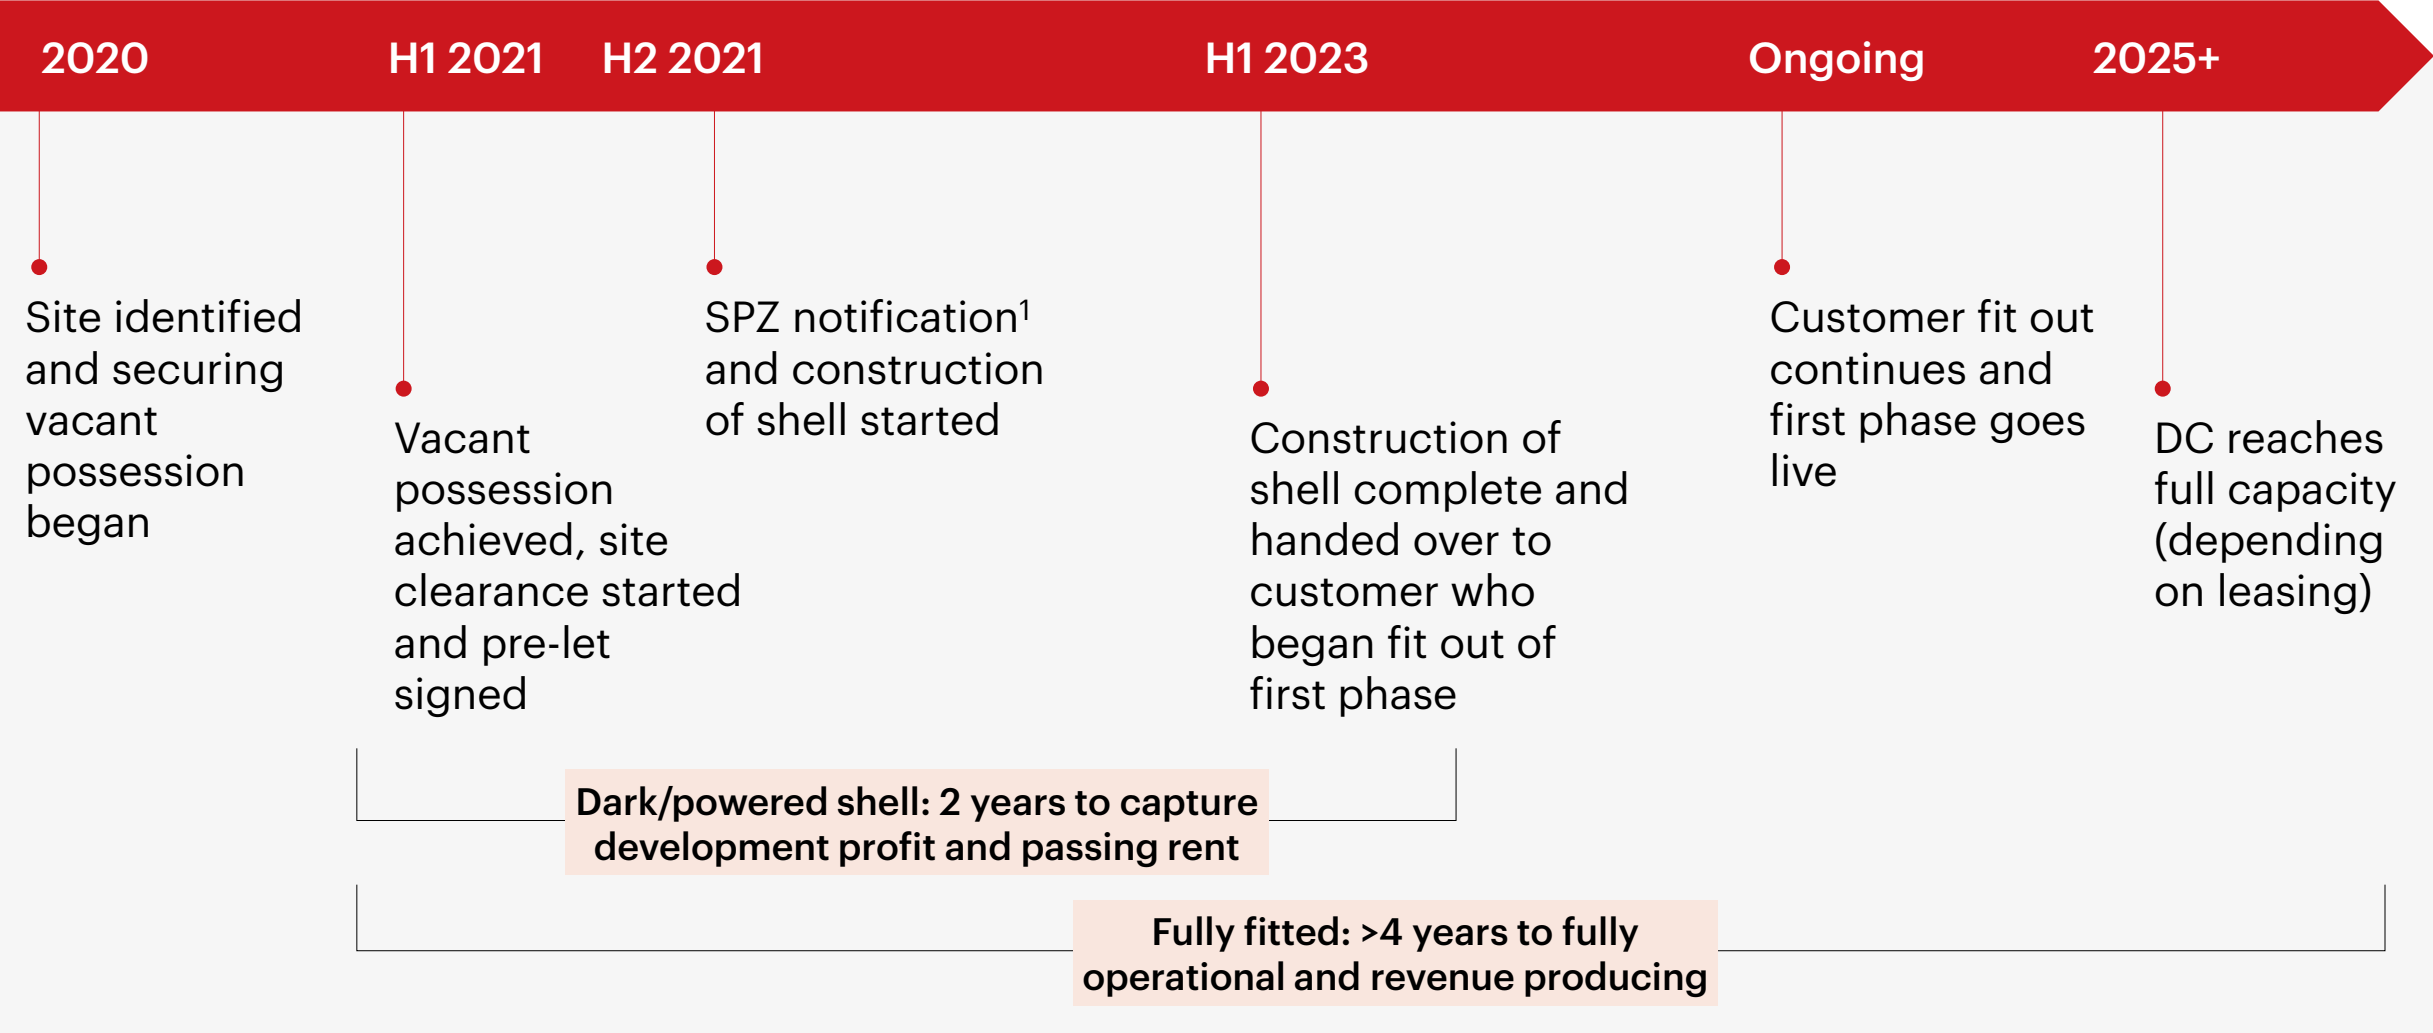 2020
H1 2021
H2 2021
H1 2023
Ongoing
2025+
Site identified
and securing
vacant
possession
began
Vacant
possession
achieved, site
clearance started
and pre-let
signed
SPZ notification¹
and construction
of shell started
Construction of
shell complete and
handed over to
customer who
began fit out of
first phase
Customer fit out
continues and
first phase goes
live
DC reaches
full capacity
(depending
on leasing)
Dark/powered shell: 2 years to capture
development profit and passing rent
Fully fitted: >4 years to fully
operational and revenue producing